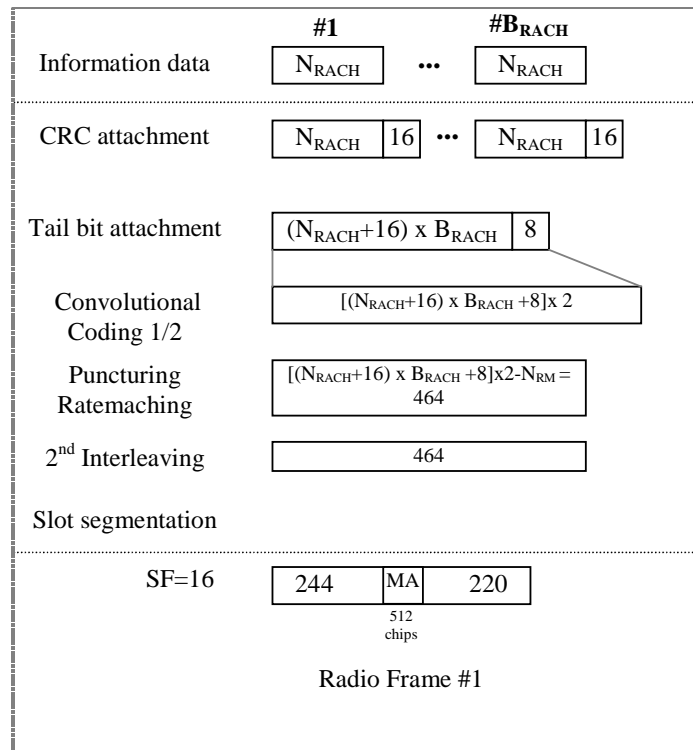 #1 #B_RACH
Information data N_RACH ... N_RACH
CRC attachment N_RACH 16 ... N_RACH 16
Tail bit attachment (N_RACH+16) x B_RACH 8
Convolutional
Coding 1/2
[(N_RACH+16) x B_RACH +8]x 2
Puncturing
Ratemaching
[(N_RACH+16) x B_RACH +8]x2-N_RM =
464
2nd Interleaving 464
Slot segmentation
SF=16 244 MA 220
512
chips
Radio Frame #1